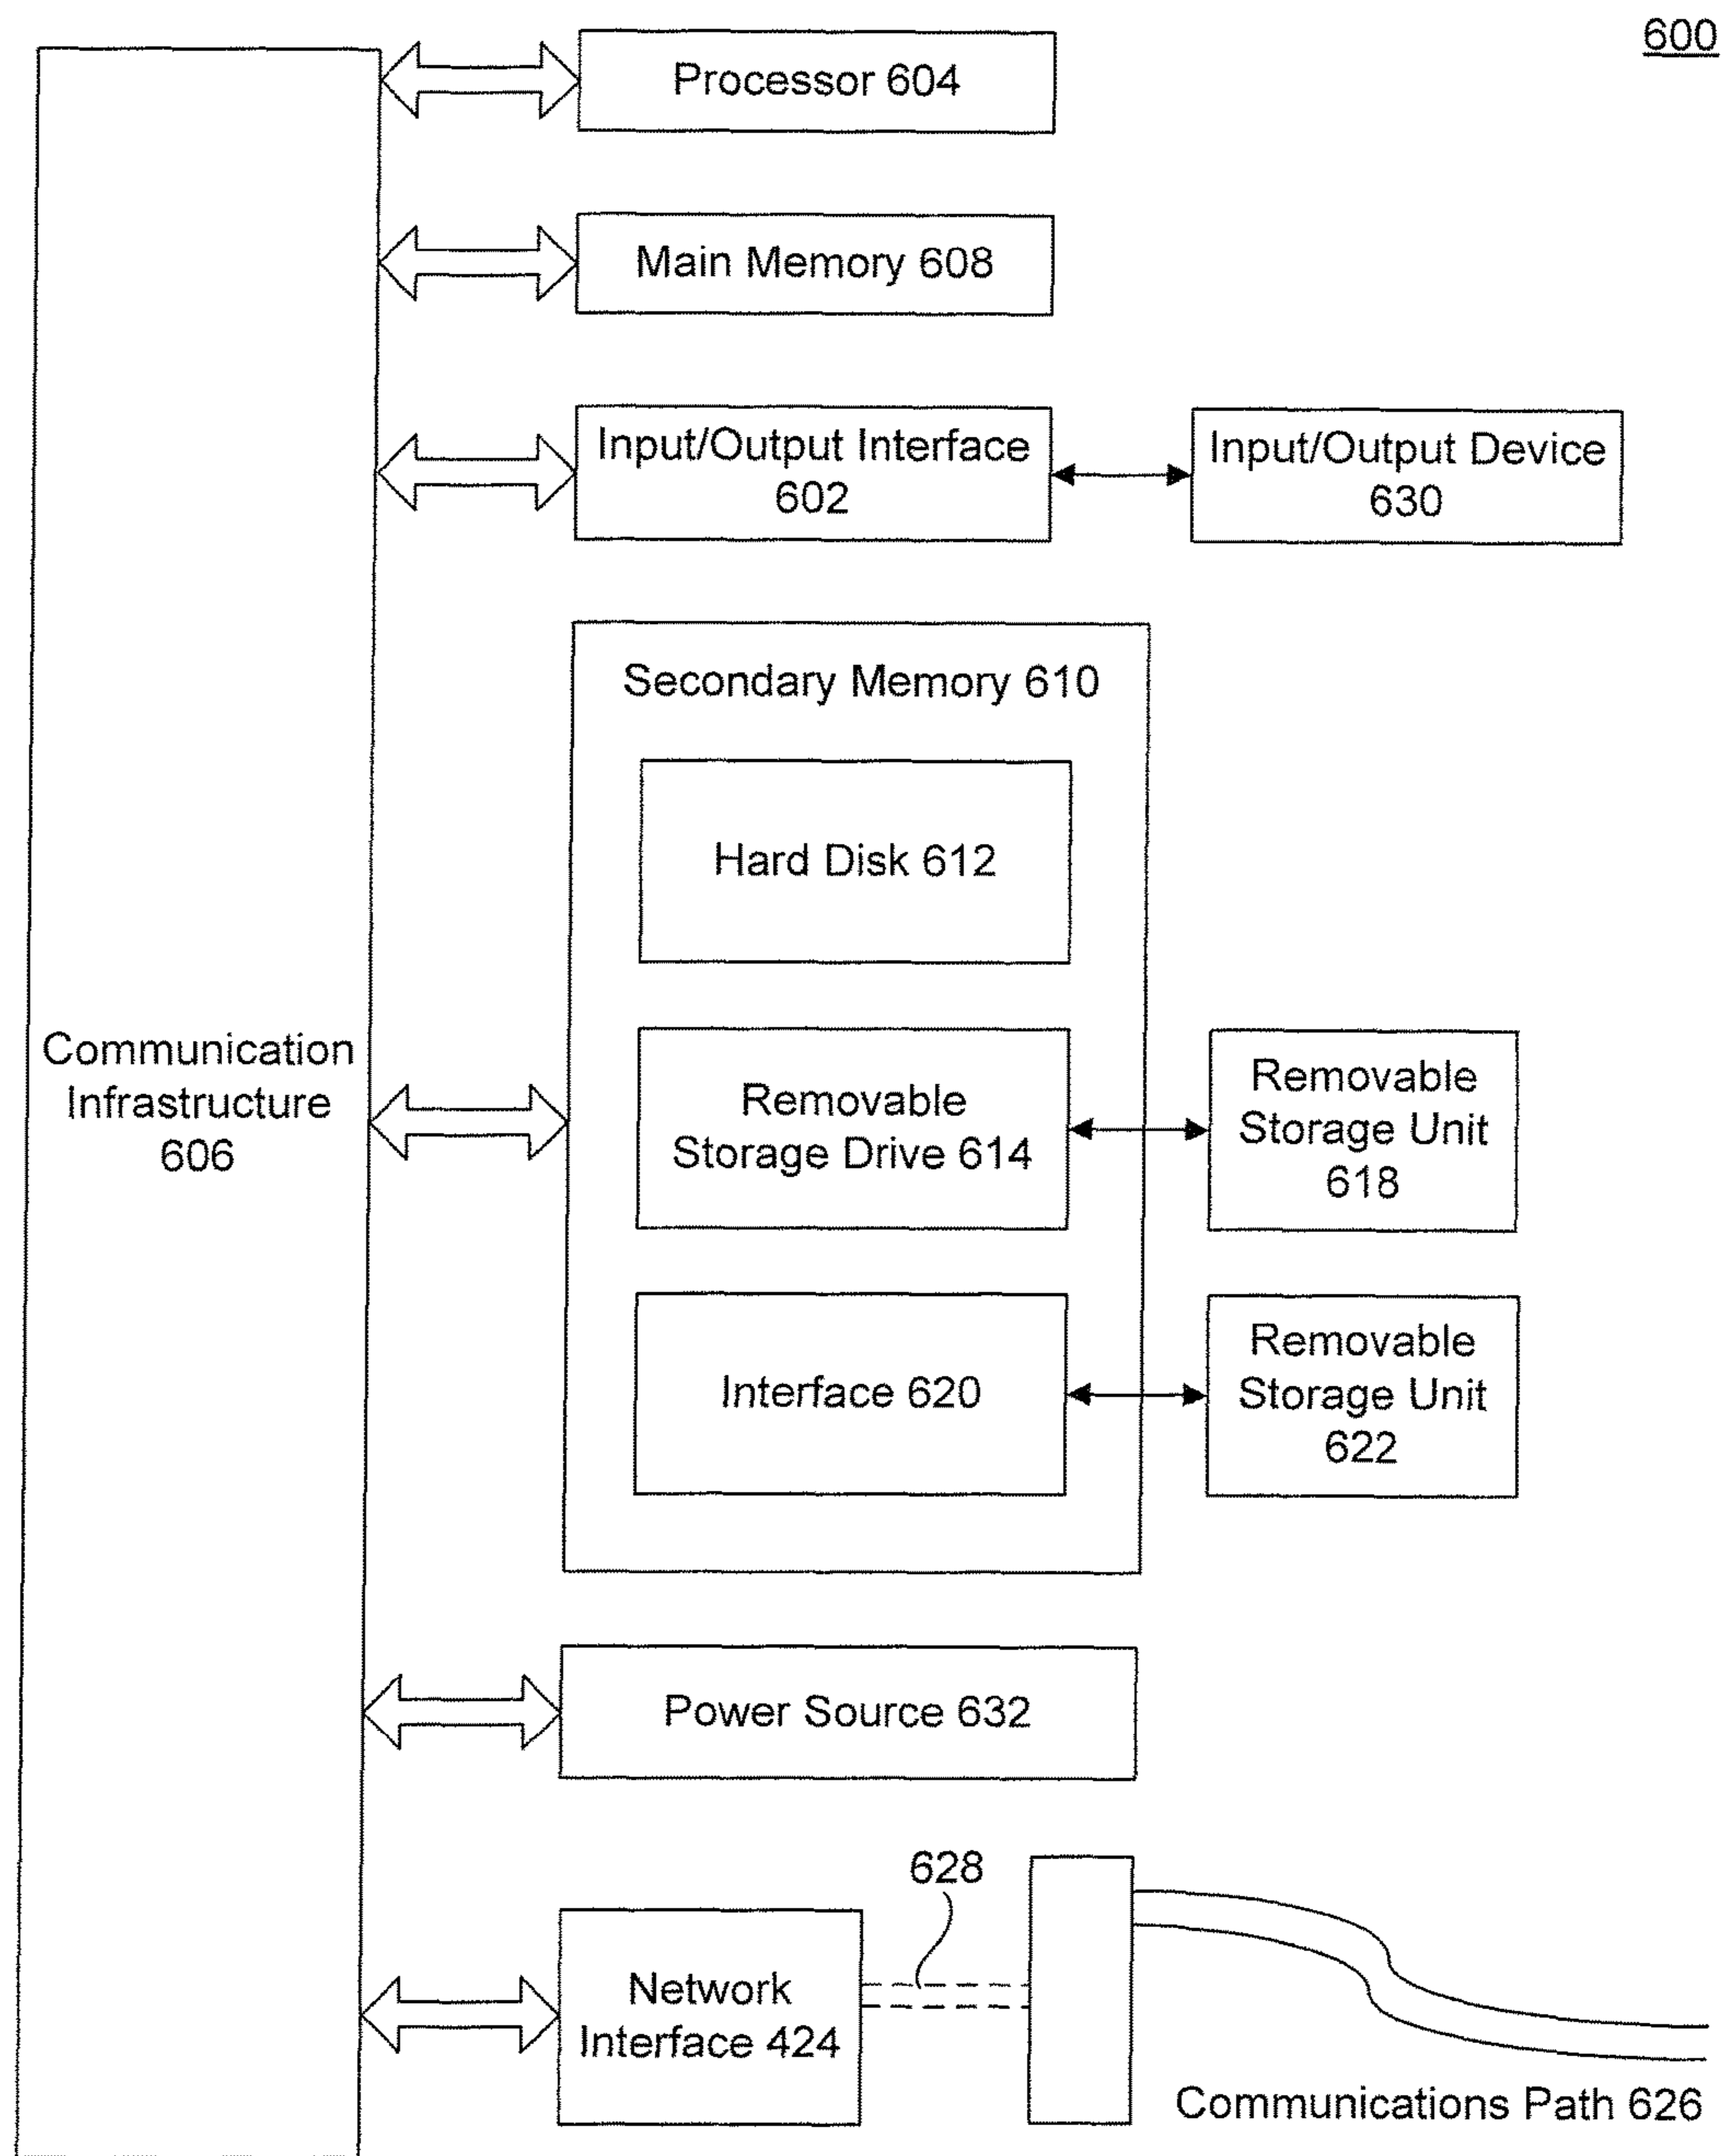 600
Processor 604
Main Memory 608
Input/Output Interface
602
Input/Output Device
630
Secondary Memory 610
Hard Disk 612
Communication
Infrastructure
606
Removable
Storage Drive 614
Removable
Storage Unit
618
Interface 620
Removable
Storage Unit
622
Power Source 632
628
Network
Interface 424
Communications Path 626